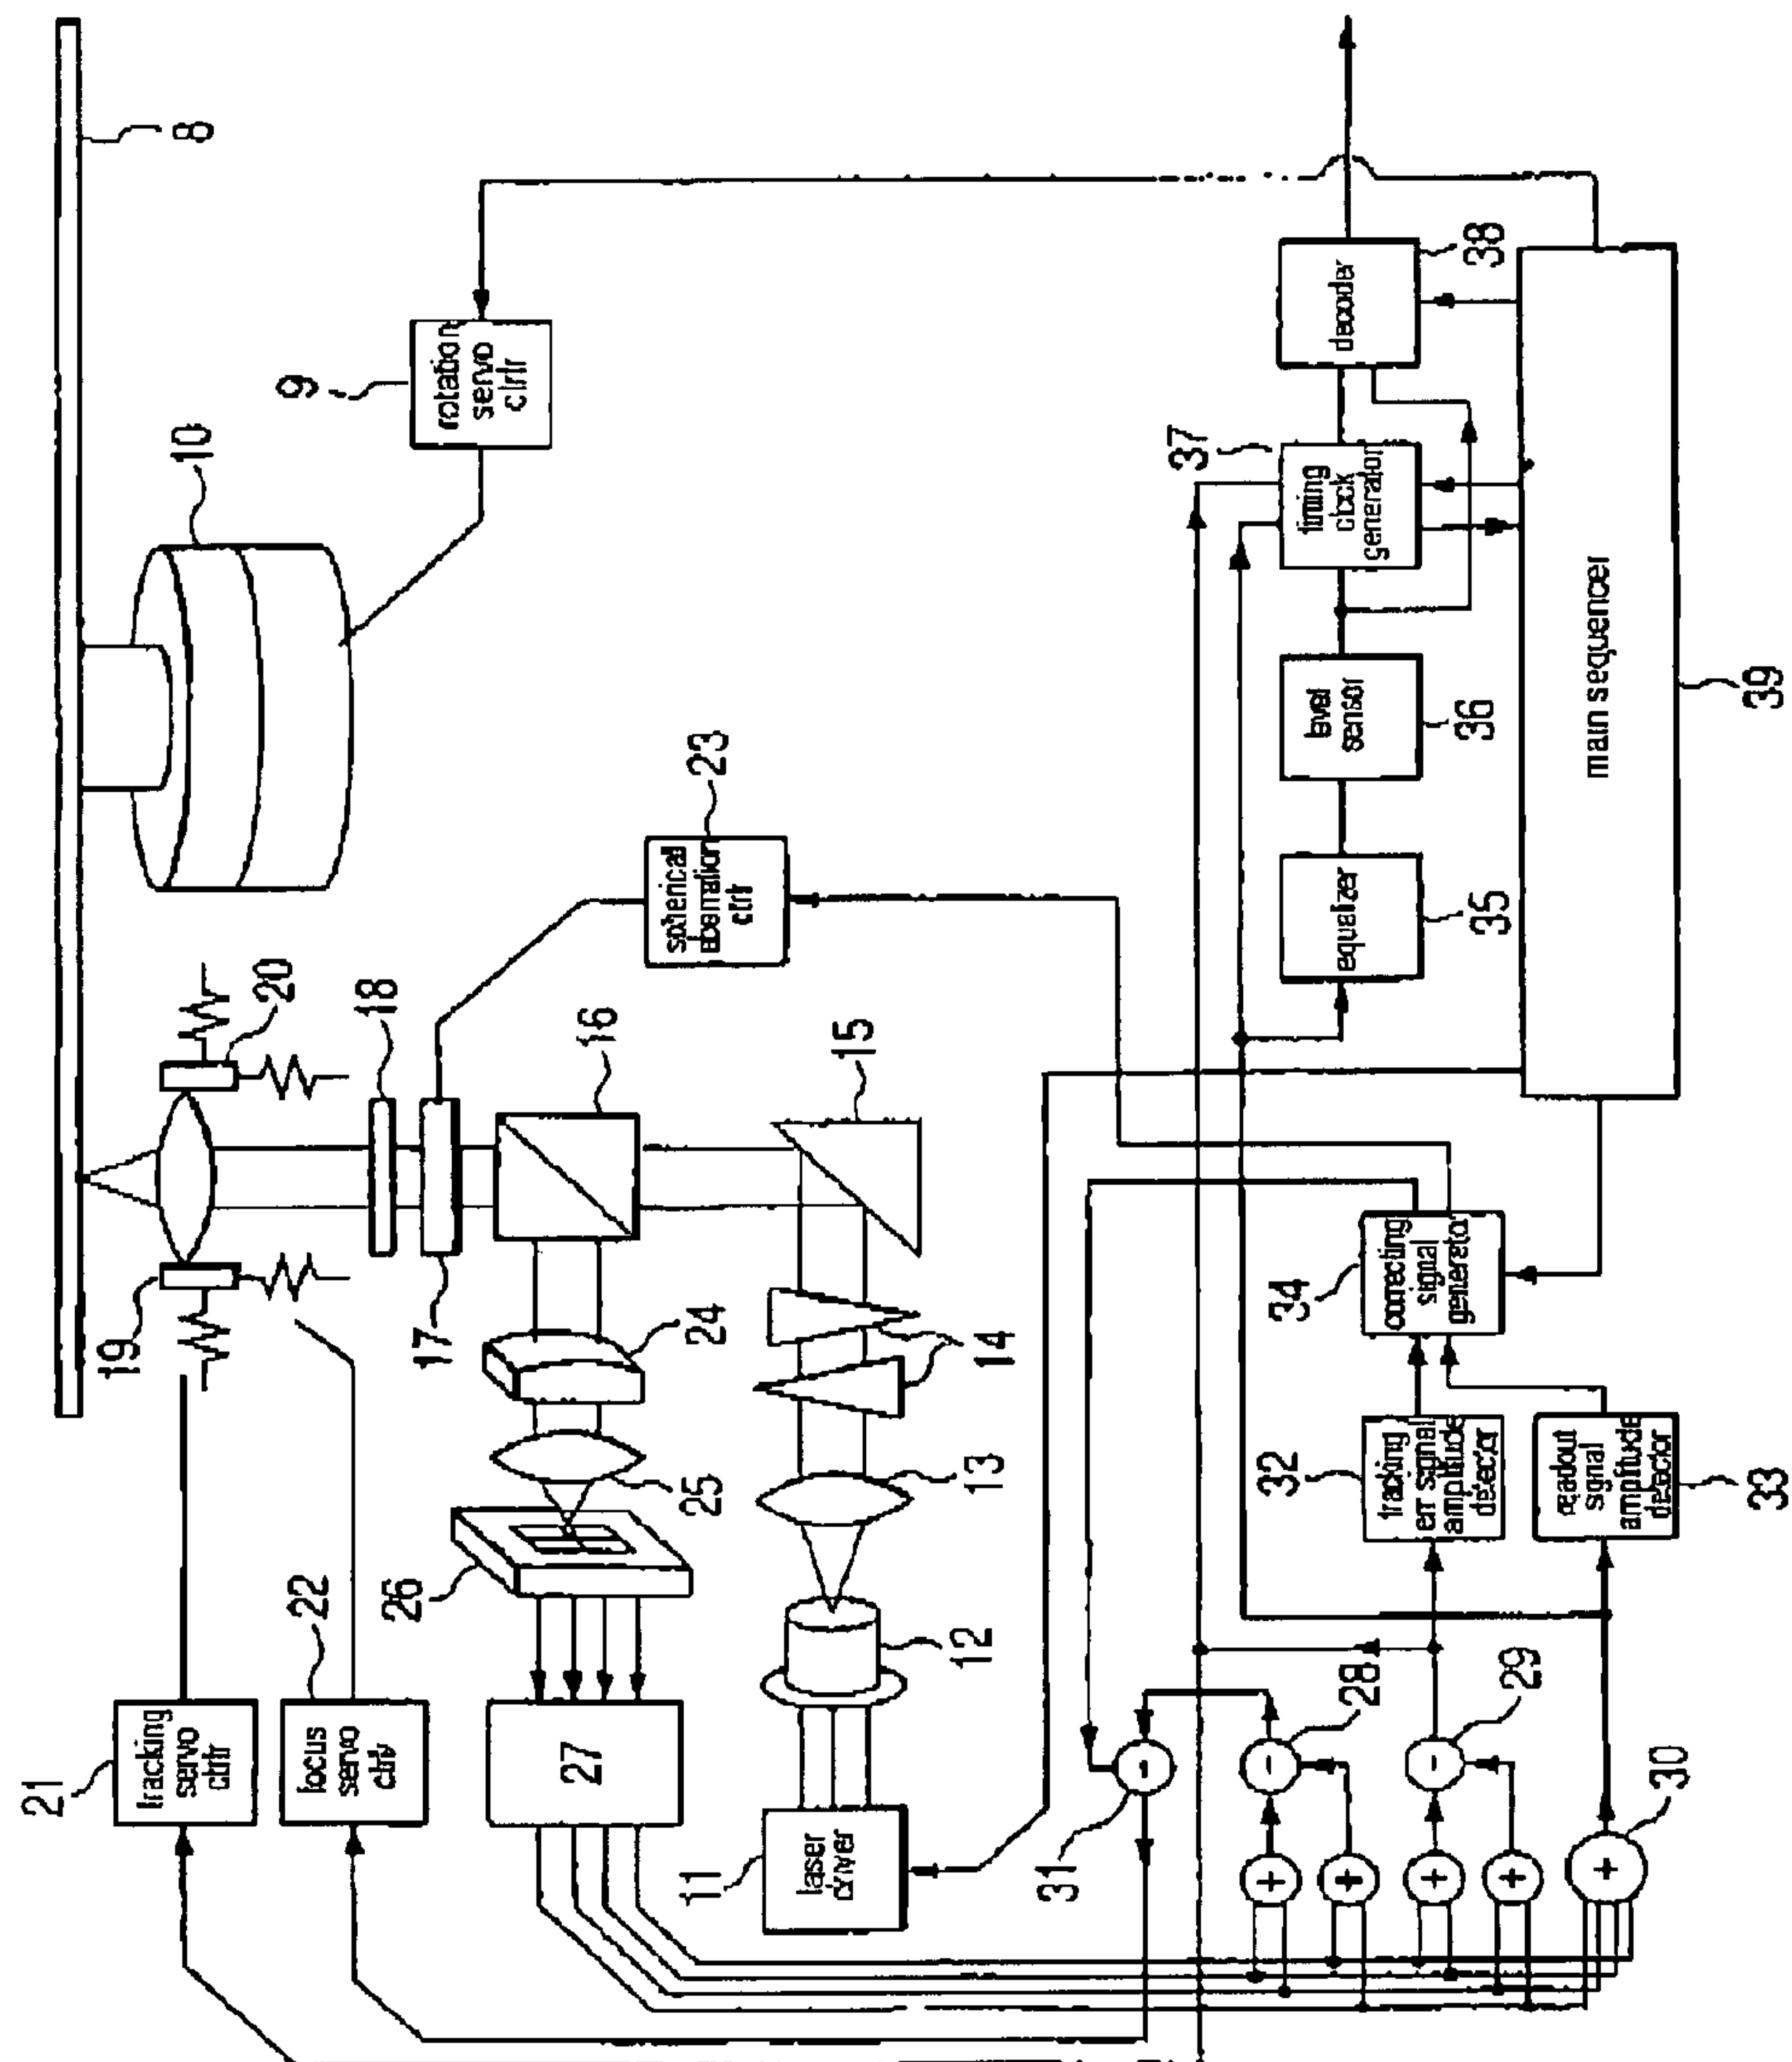 8
9
rotation
servo
ctrlr
10
38
decoder
37
timing
clock
generator
main sequencer
39
level
sensor
36
equalizer
35
23
spherical
aberration
ctrlr
20
18
16
15
19
17
24
14
25
13
26
12
34
correcting
signal
generator
32
tracking
err signal
amplitude
detector
readout
signal
amplitude
detector
33
22
21
tracking
servo
ctrlr
focus
servo
27
11
laser
driver
31
28
29
30
-
-
-
+
+
+
+
+